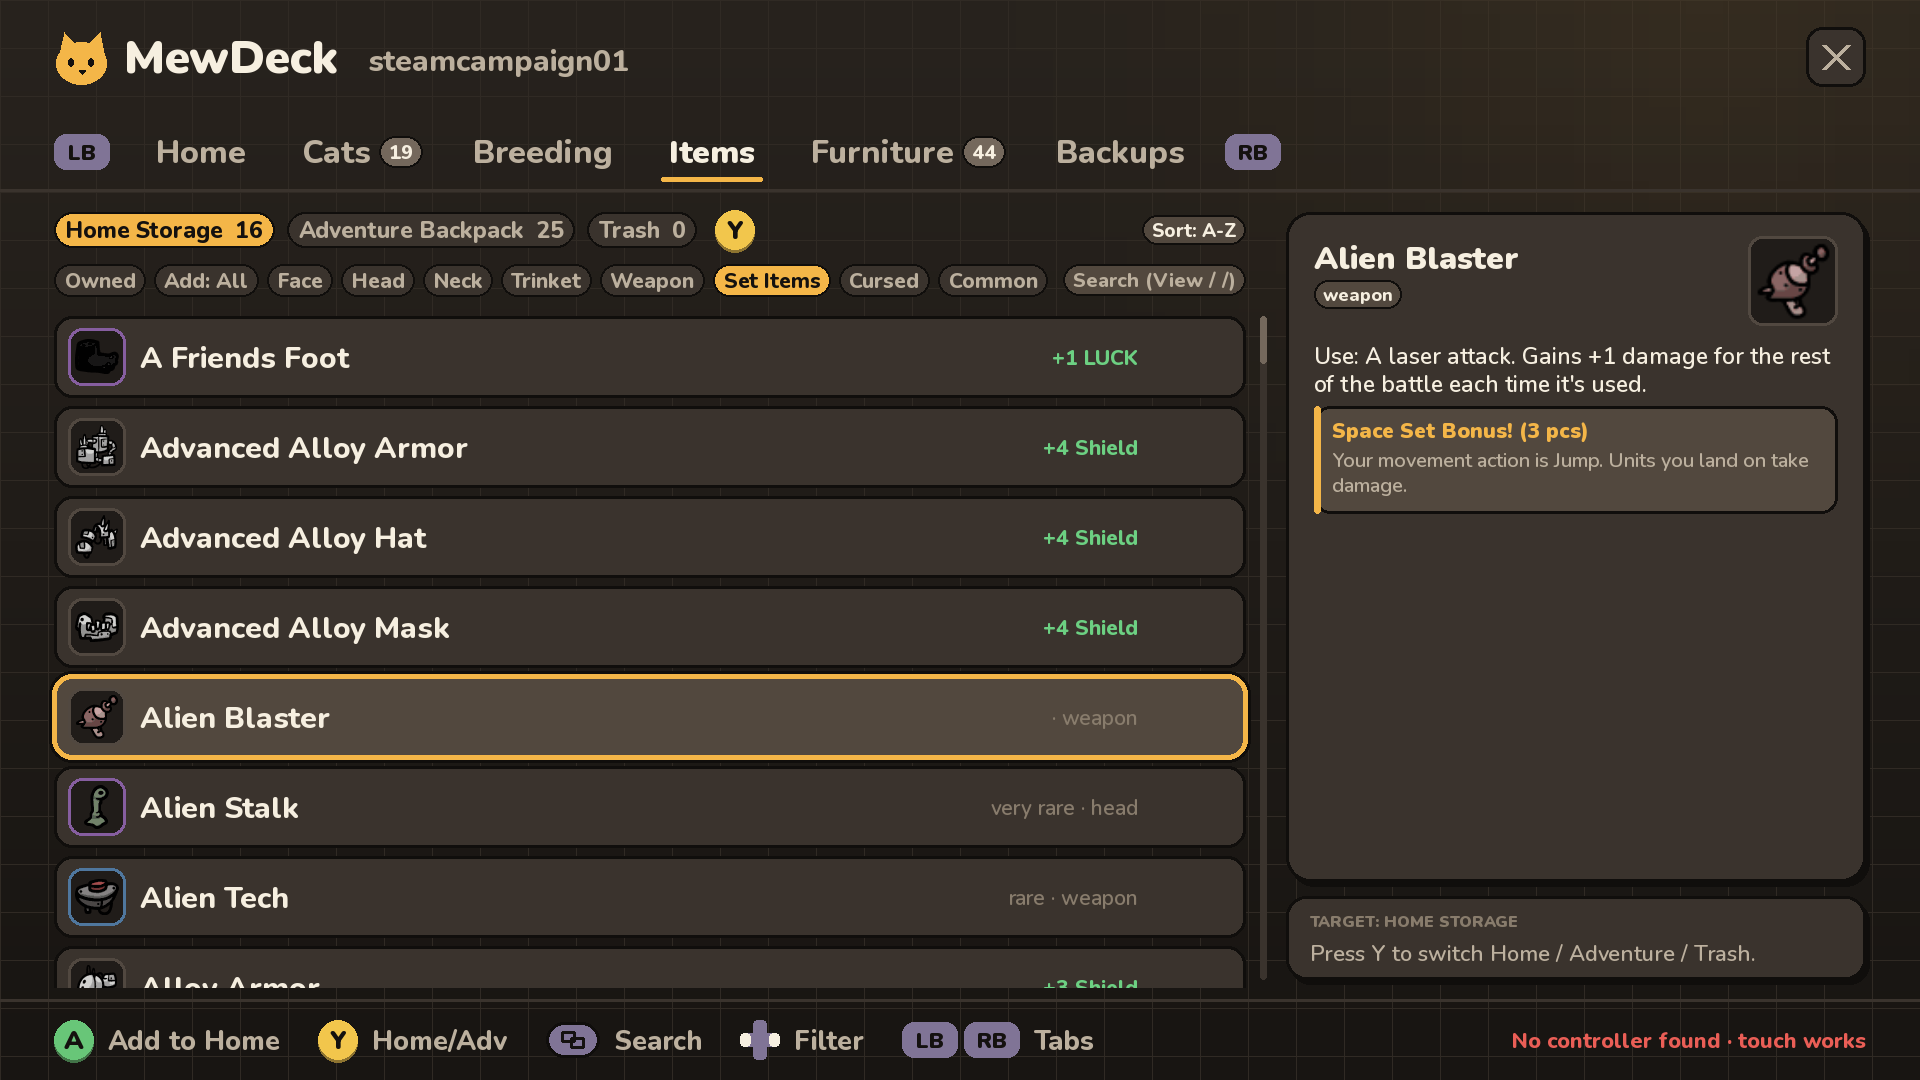 MewDeck steamcampaign01
LB Home Cats 19 Breeding Items Furniture 44 Backups RB
Home Storage 16 Adventure Backpack 25 Trash 0 Y Sort: A-Z
Owned Add: All Face Head Neck Trinket Weapon Set Items Cursed Common Search (View / /)
A Friends Foot +1 LUCK
Advanced Alloy Armor +4 Shield
Advanced Alloy Hat +4 Shield
Advanced Alloy Mask +4 Shield
Alien Blaster · weapon
Alien Stalk very rare · head
Alien Tech rare · weapon
Alloy Armor +3 Shield
Alien Blaster
weapon
Use: A laser attack. Gains +1 damage for the rest
of the battle each time it's used.
Space Set Bonus! (3 pcs)
Your movement action is Jump. Units you land on take
damage.
TARGET: HOME STORAGE
Press Y to switch Home / Adventure / Trash.
A Add to Home Y Home/Adv Search Filter LB RB Tabs
No controller found · touch works